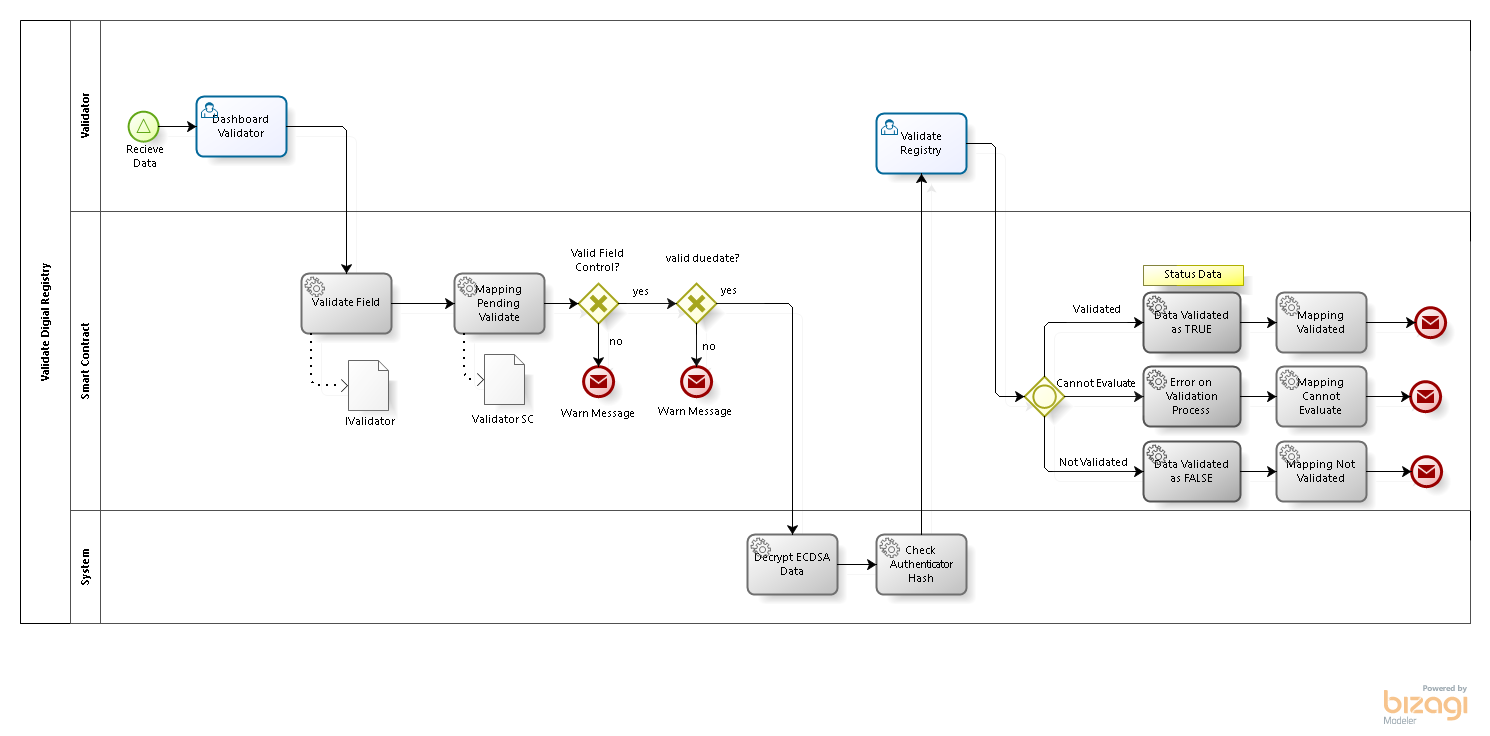 Validate Digial Registry
Validator
Recieve
Data
Dashboard
Validator
Validate
Registry
Smart Contract
Validate Field
IValidator
Mapping
Pending
Validate
Validator SC
Valid Field
Control?
yes
no
Warn Message
valid duedate?
yes
no
Warn Message
Status Data
Validated
Data Validated
as TRUE
Mapping
Validated
Cannot Evaluate
Error on
Validation
Process
Mapping
Cannot
Evaluate
Not Validated
Data Validated
as FALSE
Mapping Not
Validated
System
Decrypt ECDSA
Data
Check
Authenticator
Hash
Powered by
bizagi
Modeler